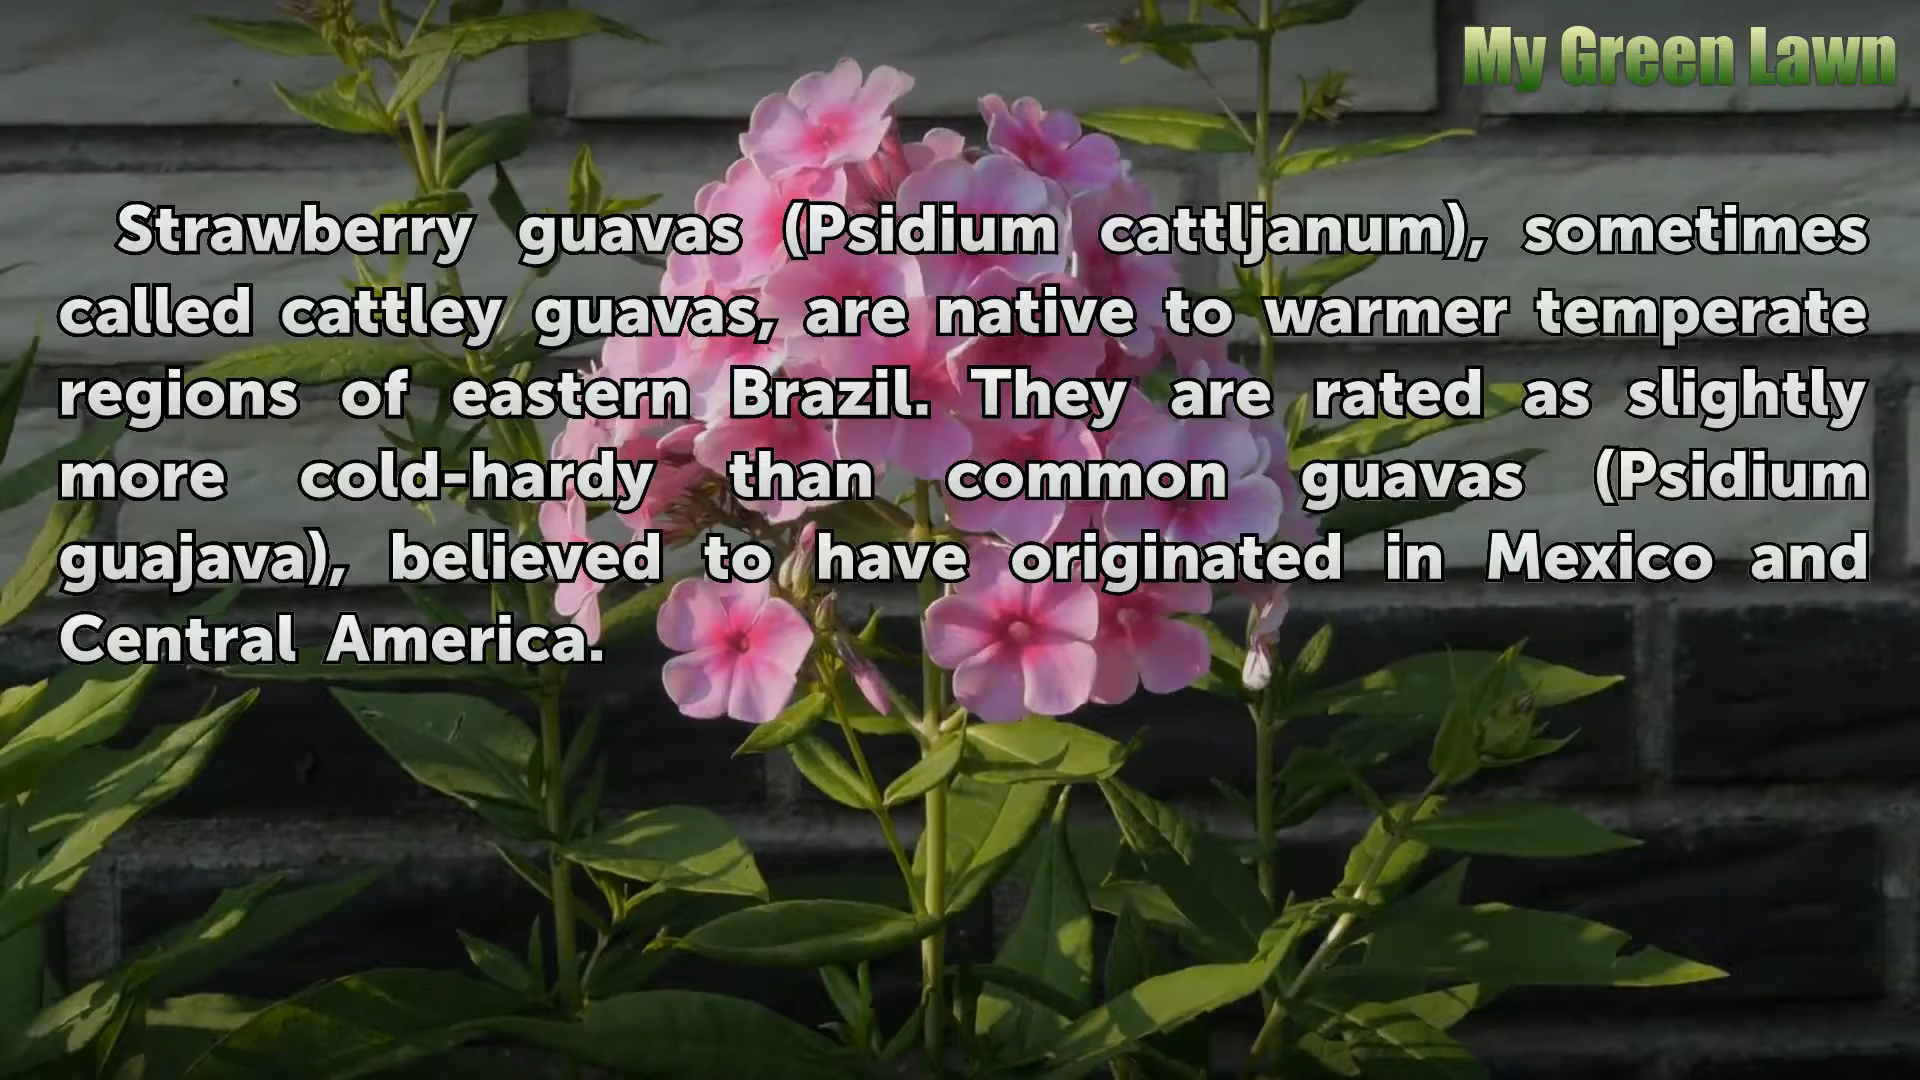 My Green Lawn
Strawberry guavas (Psidium cattljanum), sometimes
called cattley guavas, are native to warmer temperate
regions of eastern Brazil. They are rated as slightly
more cold-hardy than common guavas (Psidium
guajava), believed to have originated in Mexico and
Central America.